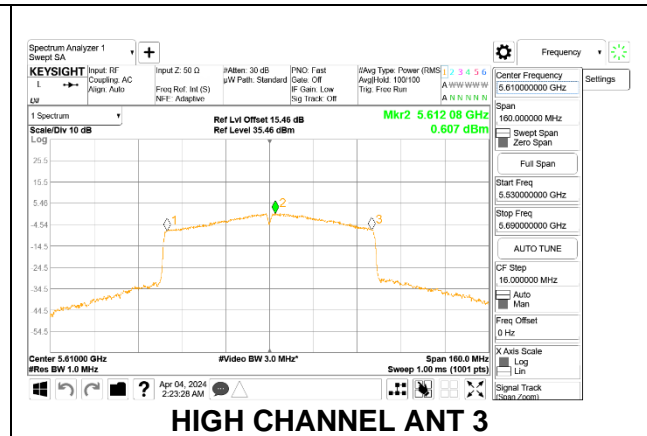 Spectrum Analyzer 1
Swept SA
+
Frequency
KEYSIGHT
Input: RF
Coupling: AC
Align: Auto
Input Z: 50 Ω
Freq Ref: Int (S)
NFE: Adaptive
#Atten: 30 dB
µW Path: Standard
PNO: Fast
Gate: Off
IF Gain: Low
Sig Track: Off
#Avg Type: Power (RMS
Avg|Hold: 100/100
Trig: Free Run
1 2 3 4 5 6
A W W W W W
A N N N N N
1 Spectrum
Scale/Div 10 dB
Log
Ref Lvl Offset 15.46 dB
Ref Level 35.46 dBm
Mkr2 5.612 08 GHz
0.607 dBm
25.5
15.5
5.46
-4.54
-14.5
-24.5
-34.5
-44.5
-54.5
1
2
3
Center 5.61000 GHz
#Res BW 1.0 MHz
#Video BW 3.0 MHz*
Span 160.0 MHz
Sweep 1.00 ms (1001 pts)
Center Frequency
5.610000000 GHz
Settings
Span
160.000000 MHz
Swept Span
Zero Span
Full Span
Start Freq
5.530000000 GHz
Stop Freq
5.690000000 GHz
AUTO TUNE
CF Step
16.000000 MHz
Auto
Man
Freq Offset
0 Hz
X Axis Scale
Log
Lin
Signal Track
(Span Zoom)
?
Apr 04, 2024
2:23:28 AM
HIGH CHANNEL ANT 3